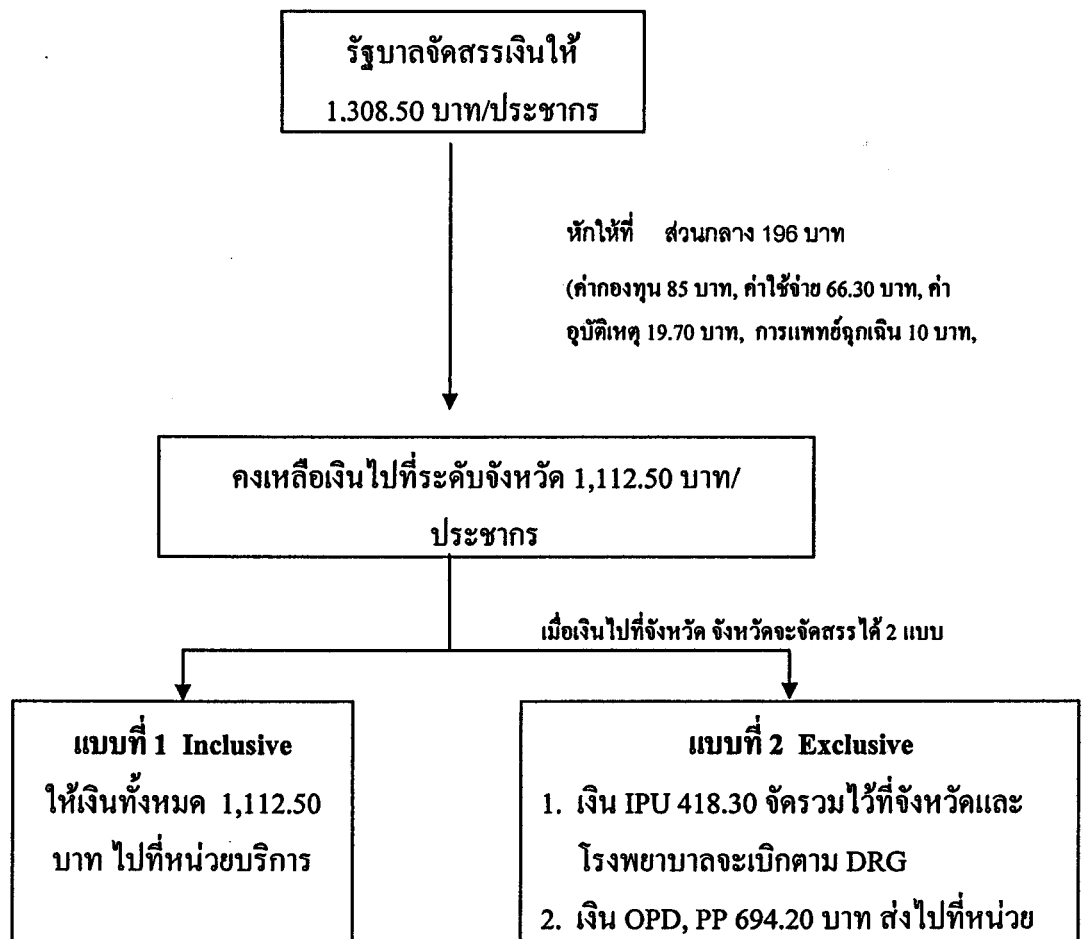 รัฐบาลจัดสรรเงินให้
1.308.50 บาท/ประชากร
หักให้ที่ ส่วนกลาง 196 บาท
(ค่ากองทุน 85 บาท, ค่าใช้จ่าย 66.30 บาท, ค่า
อุบัติเหตุ 19.70 บาท, การแพทย์ฉุกเฉิน 10 บาท,
คงเหลือเงินไปที่ระดับจังหวัด 1,112.50 บาท/
ประชากร
เมื่อเงินไปที่จังหวัด จังหวัดจะจัดสรรได้ 2 แบบ
แบบที่ 1 Inclusive
ให้เงินทั้งหมด 1,112.50
บาท ไปที่หน่วยบริการ
แบบที่ 2 Exclusive
1. เงิน IPU 418.30 จัดรวมไว้ที่จังหวัดและ
โรงพยาบาลจะเบิกตาม DRG
2. เงิน OPD, PP 694.20 บาท ส่งไปที่หน่วย